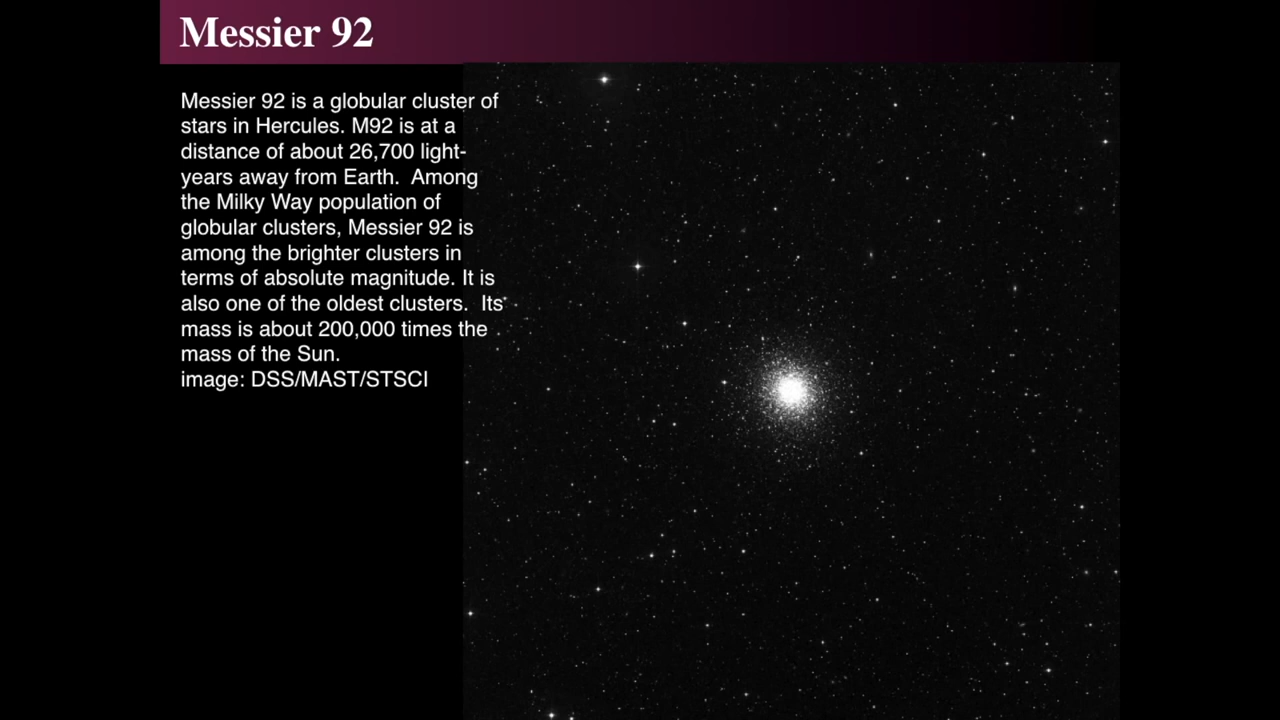 Messier 92
Messier 92 is a globular cluster of
stars in Hercules. M92 is at a
distance of about 26,700 light-
years away from Earth.  Among
the Milky Way population of
globular clusters, Messier 92 is
among the brighter clusters in
terms of absolute magnitude. It is
also one of the oldest clusters.  Its
mass is about 200,000 times the
mass of the Sun.
image: DSS/MAST/STSCI